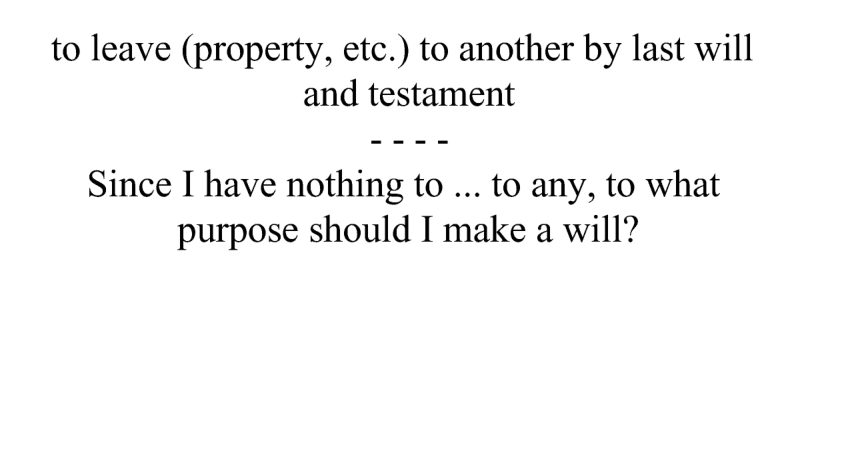 to leave (property, etc.) to another by last will
and testament
- - - -
Since I have nothing to ... to any, to what
purpose should I make a will?